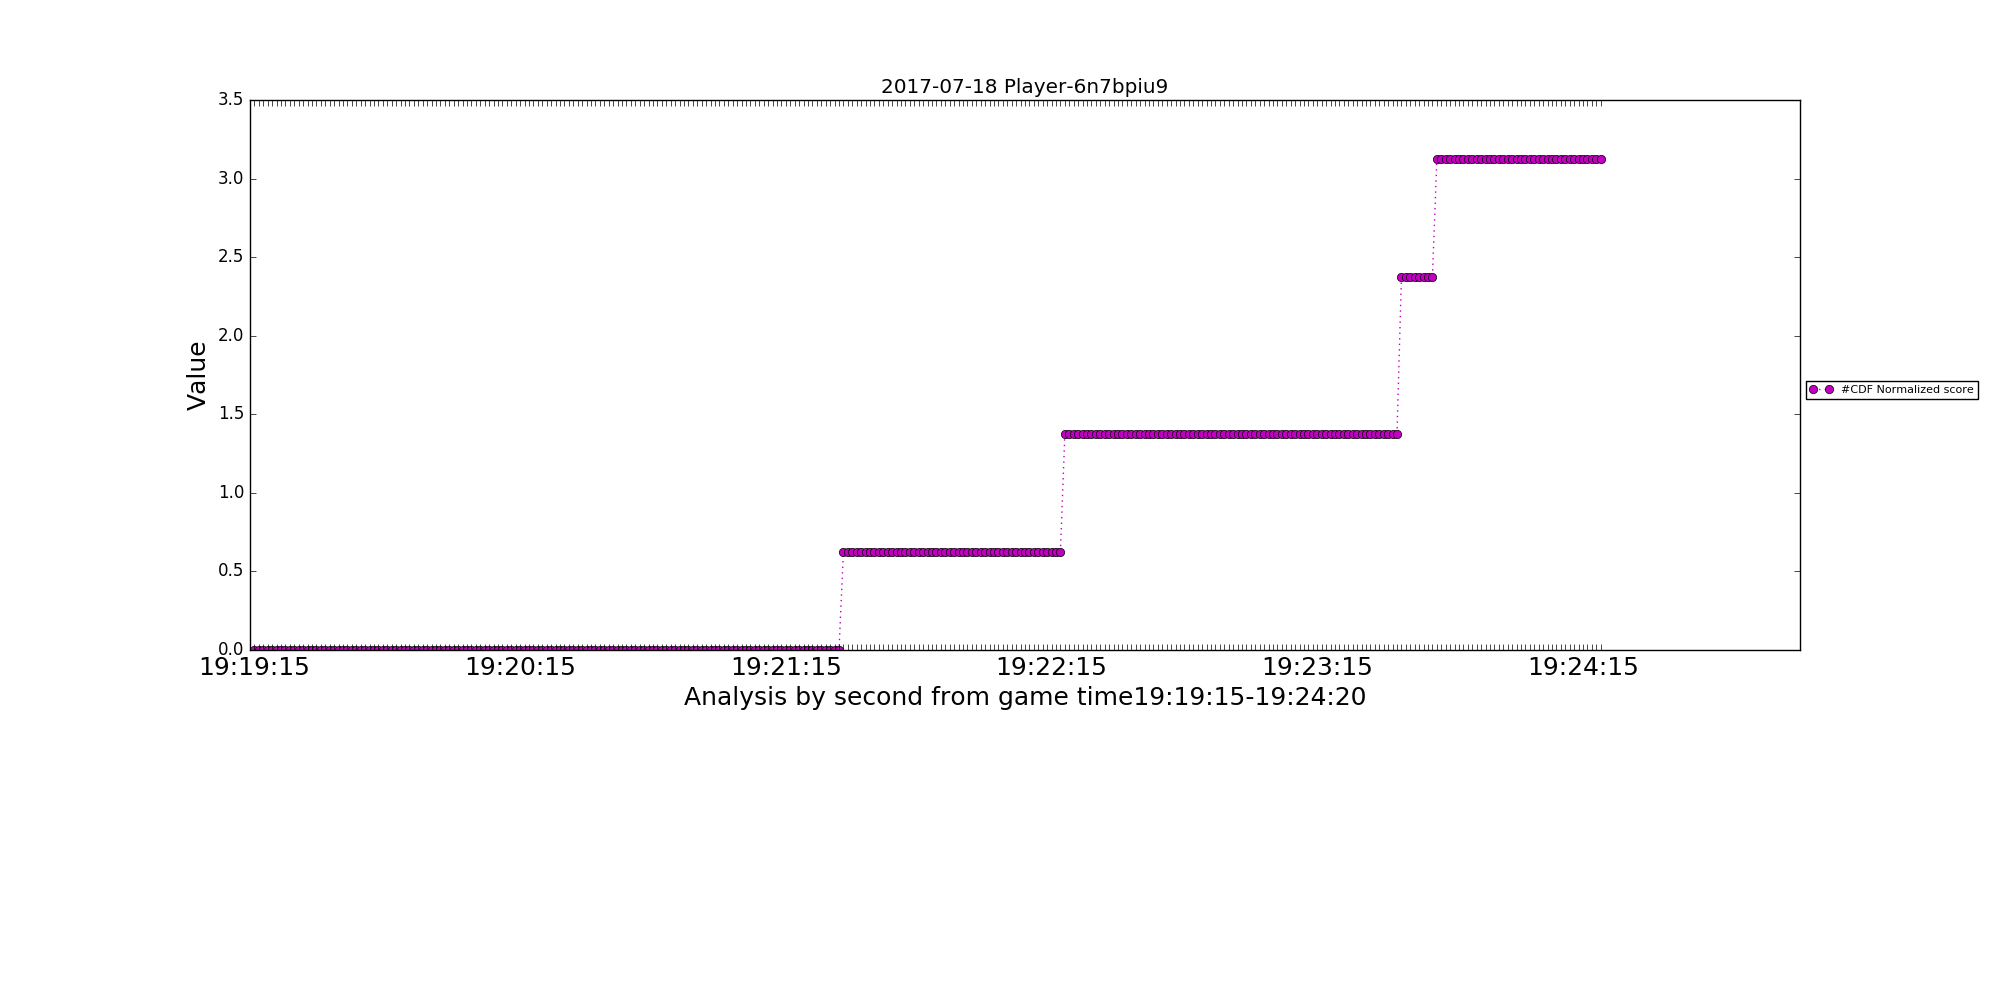 2017-07-18 Player-6n7bpiu9
3.5
3.0
2.5
2.0
1.5
1.0
0.5
0.0
Value
#CDF Normalized score
19:19:15 19:20:15 19:21:15 19:22:15 19:23:15 19:24:15
Analysis by second from game time19:19:15-19:24:20